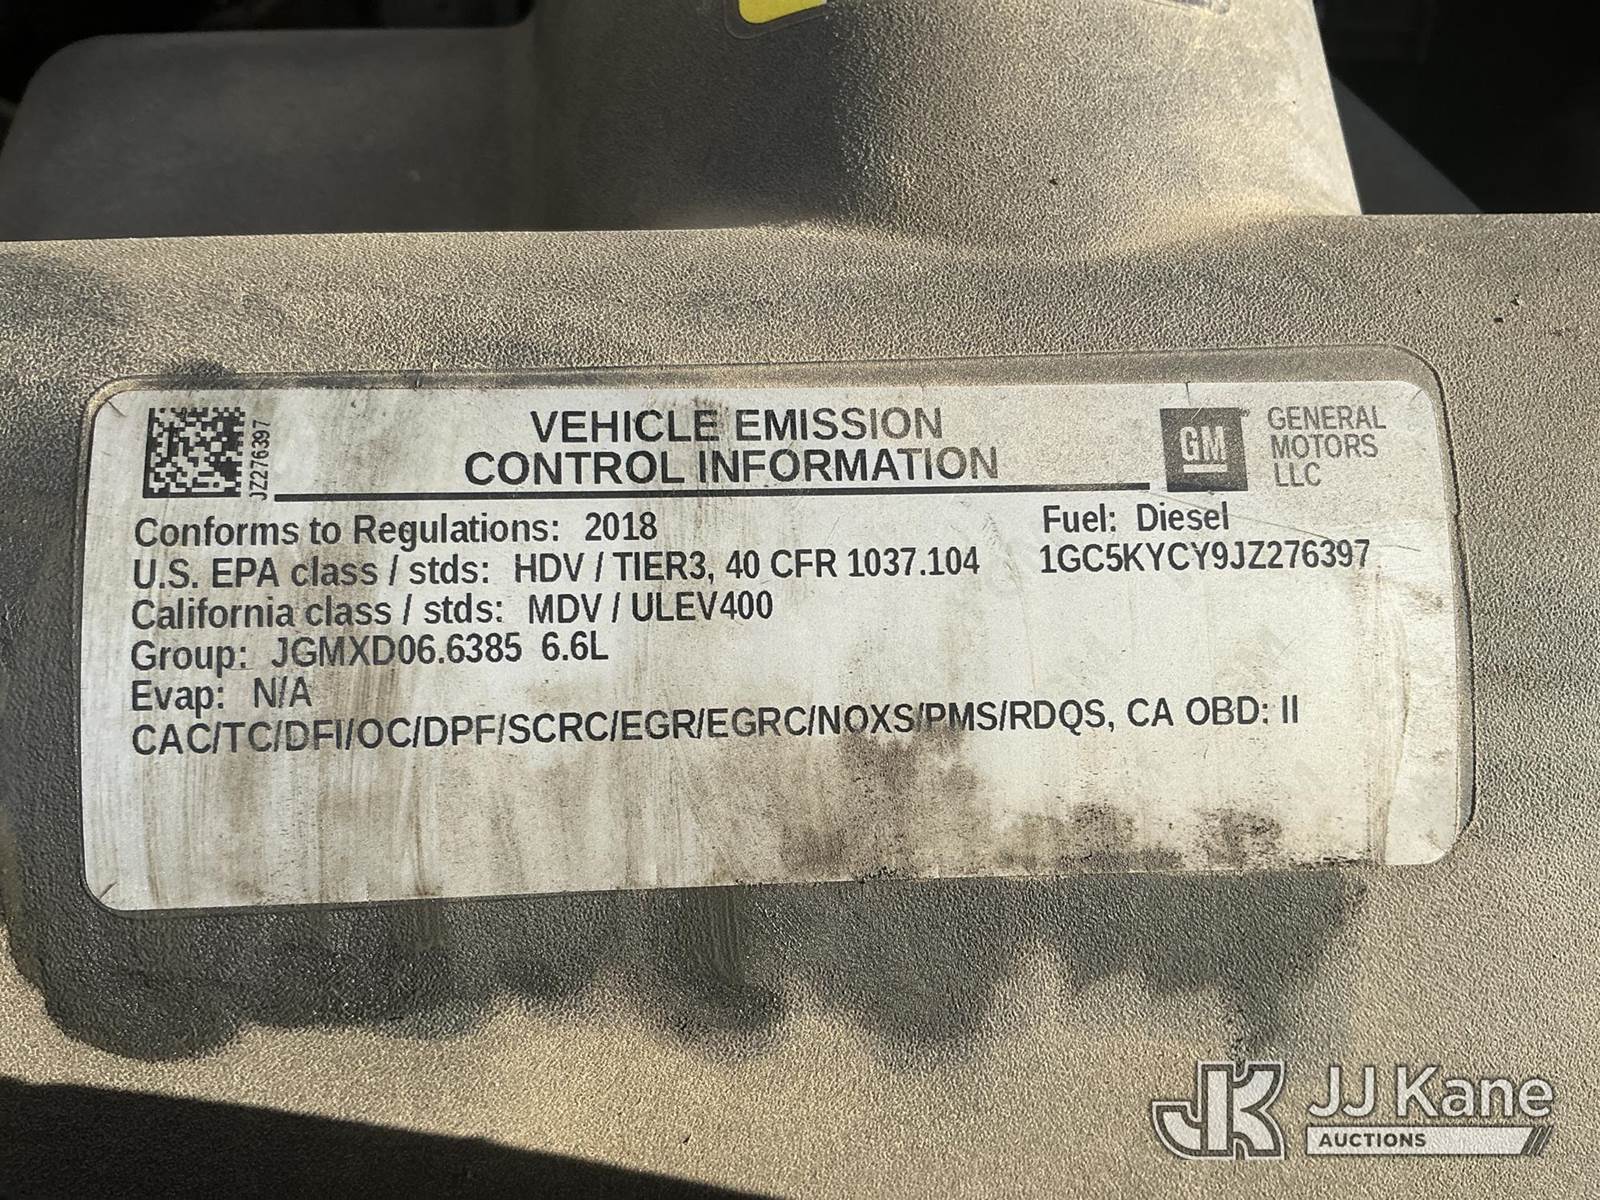 JZ276397
VEHICLE EMISSION
CONTROL INFORMATION
GM
GENERAL
MOTORS
LLC
Conforms to Regulations: 2018
Fuel: Diesel
U.S. EPA class / stds: HDV / TIER3, 40 CFR 1037.104
1GC5KYCY9JZ276397
California class / stds: MDV / ULEV400
Group: JGMXD06.6385 6.6L
Evap: N/A
CAC/TC/DFI/OC/DPF/SCRC/EGR/EGRC/NOXS/PMS/RDQS, CA OBD: II
JK JJ Kane
AUCTIONS